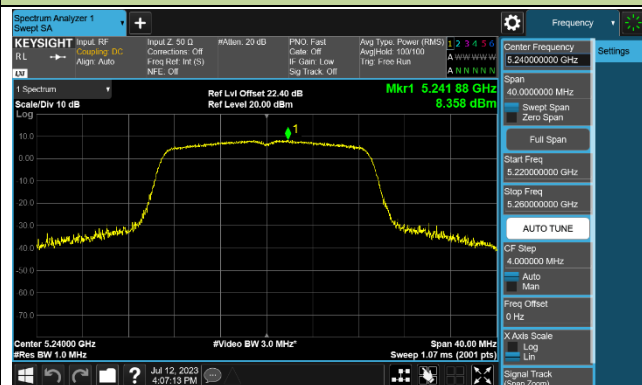 Spectrum Analyzer 1
Swept SA
Frequency
KEYSIGHT
Input: RF
Input Z: 50 Ω
#Atten: 20 dB
PNO: Fast
Avg Type: Power (RMS)
1 2 3 4 5 6
RL
Coupling: DC
Corrections: Off
Gate: Off
Avg|Hold: 100/100
A W W W W W
Align: Auto
Freq Ref: Int (S)
IF Gain: Low
Trig: Free Run
NFE: Off
Sig Track: Off
A N N N N N
LXI
1 Spectrum
Ref Lvl Offset 22.40 dB
Mkr1 5.241 88 GHz
Scale/Div 10 dB
Ref Level 20.00 dBm
8.358 dBm
Log
1
10.0
0.00
-10.0
-20.0
-30.0
-40.0
-50.0
-60.0
-70.0
Center 5.24000 GHz
#Video BW 3.0 MHz*
Span 40.00 MHz
#Res BW 1.0 MHz
Sweep 1.07 ms (2001 pts)
Jul 12, 2023
4:07:13 PM
Center Frequency
5.240000000 GHz
Settings
Span
40.0000000 MHz
Swept Span
Zero Span
Full Span
Start Freq
5.220000000 GHz
Stop Freq
5.260000000 GHz
AUTO TUNE
CF Step
4.000000 MHz
Auto
Man
Freq Offset
0 Hz
X Axis Scale
Log
Lin
Signal Track
(Span Zoom)